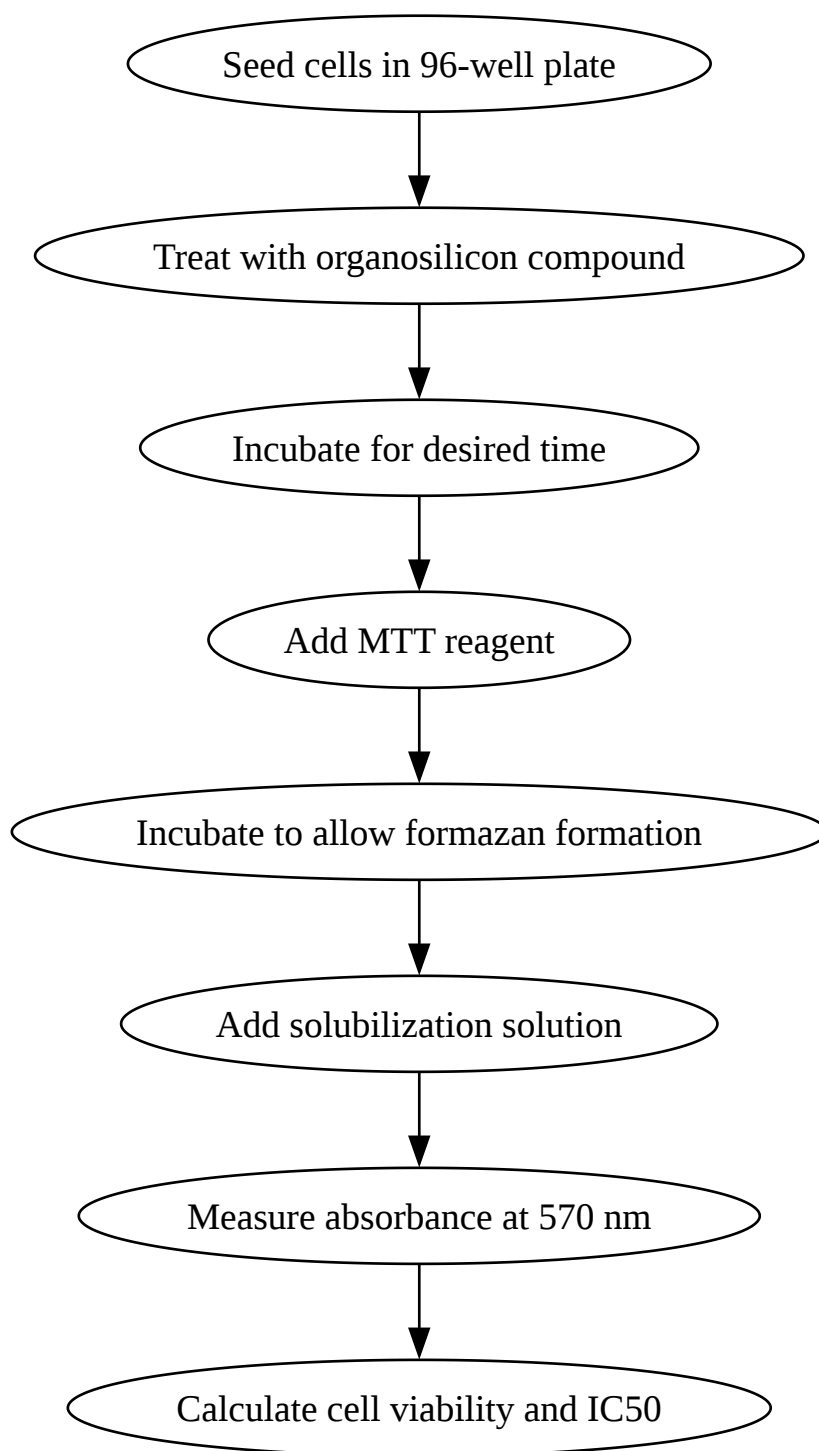 Seed cells in 96-well plate
Treat with organosilicon compound
Incubate for desired time
Add MTT reagent
Incubate to allow formazan formation
Add solubilization solution
Measure absorbance at 570 nm
Calculate cell viability and IC50